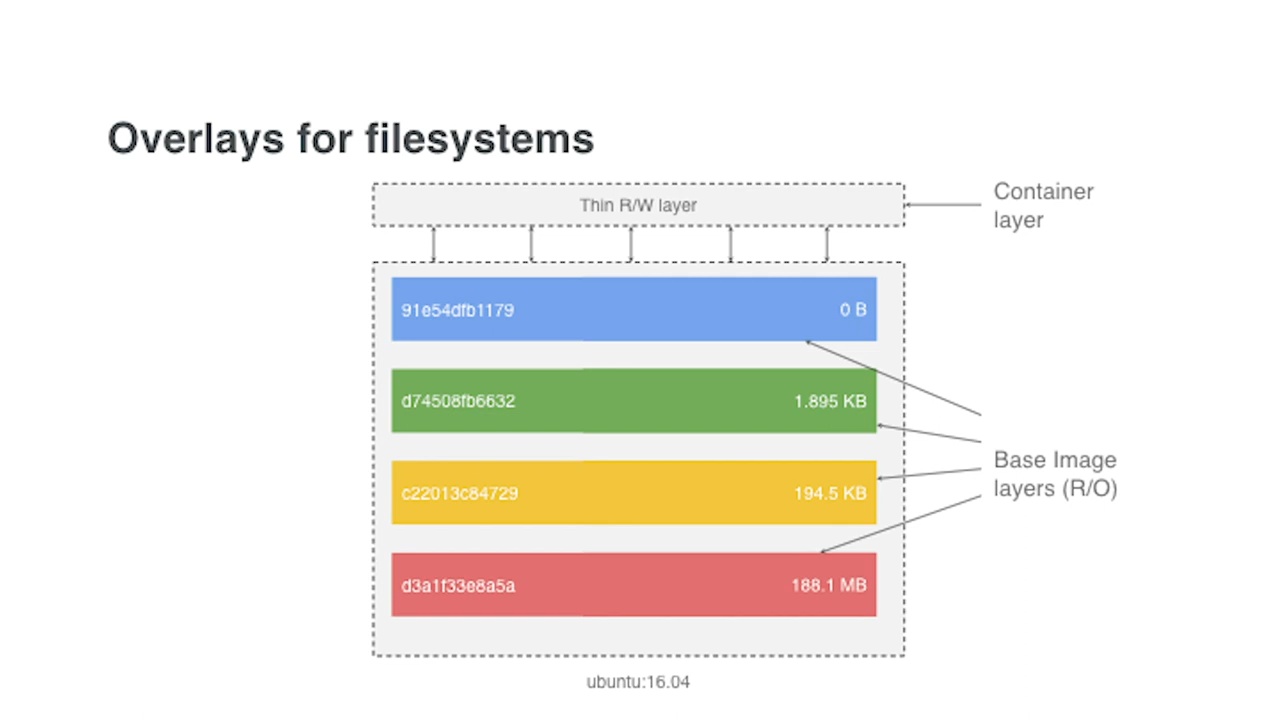 Overlays for filesystems
Thin R/W layer
Container
layer
91e54dfb1179 0 B
d74508fb6632 1.895 KB
c22013c84729 194.5 KB
d3a1f33e8a5a 188.1 MB
Base Image
layers (R/O)
ubuntu:16.04